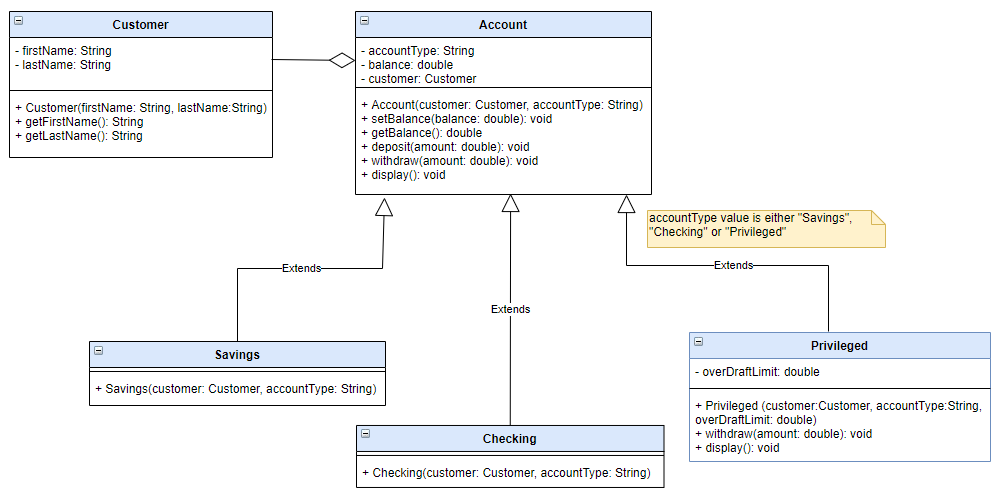 Customer
- firstName: String
- lastName: String
+ Customer(firstName: String, lastName:String)
+ getFirstName(): String
+ getLastName(): String
Account
- accountType: String
- balance: double
- customer: Customer
+ Account(customer: Customer, accountType: String)
+ setBalance(balance: double): void
+ getBalance(): double
+ deposit(amount: double): void
+ withdraw(amount: double): void
+ display(): void
accountType value is either "Savings",
"Checking" or "Privileged"
Extends
Extends
Extends
Savings
+ Savings(customer: Customer, accountType: String)
Checking
+ Checking(customer: Customer, accountType: String)
Privileged
- overDraftLimit: double
+ Privileged (customer:Customer, accountType:String,
overDraftLimit: double)
+ withdraw(amount: double): void
+ display(): void